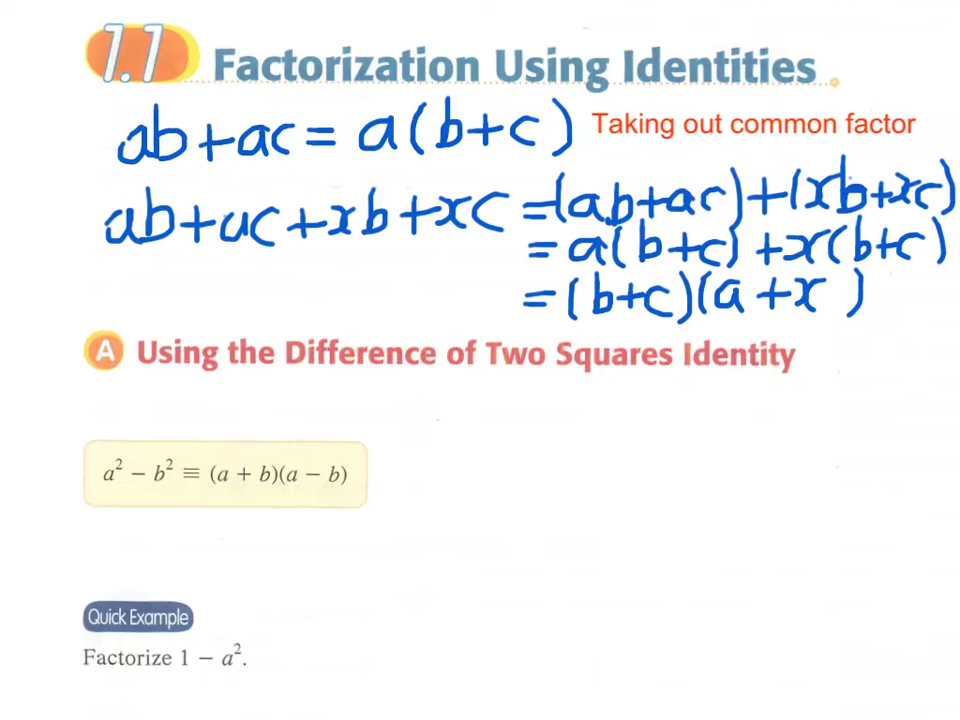 7.7 Factorization Using Identities
ab+ac = a(b+c) Taking out common factor
ab+ac+xb+xc =(ab+ac)+(xb+xc)
= a(b+c) +x(b+c)
=(b+c)(a+x )
A Using the Difference of Two Squares Identity
a² − b² ≡ (a + b)(a − b)
Quick Example
Factorize 1 − a².